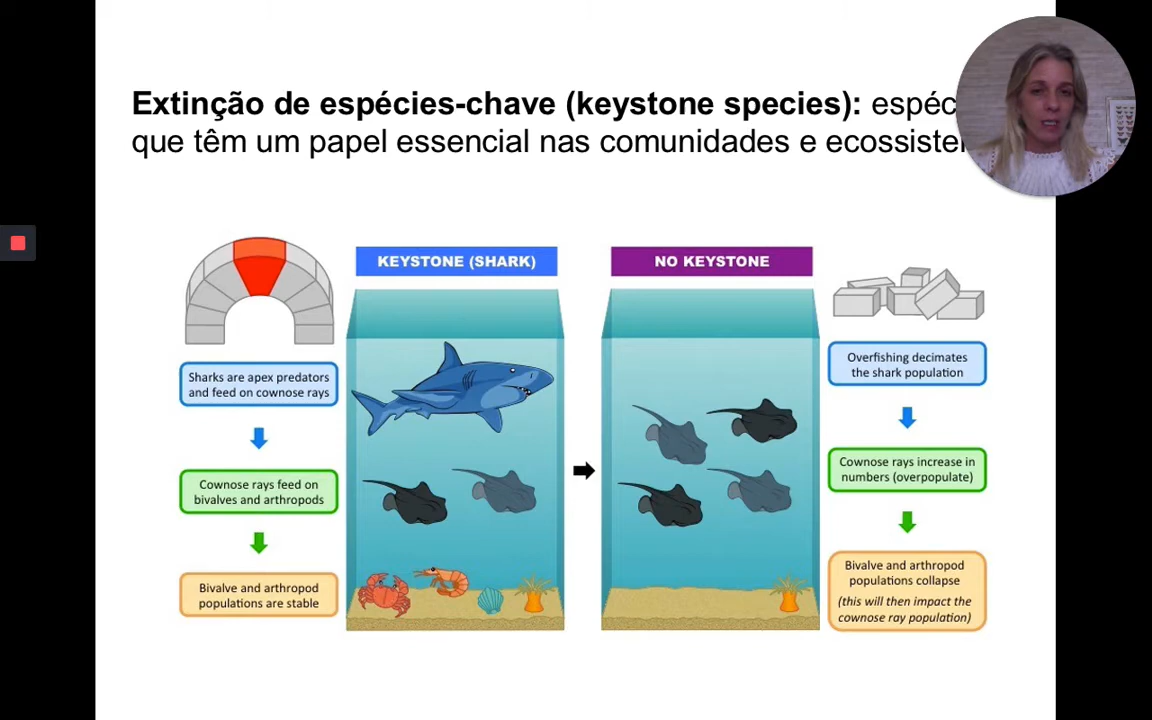 Extinção de espécies-chave (keystone species):
que têm um papel essencial nas comunidades e
KEYSTONE (SHARK)
NO KEYSTONE
Sharks are apex predators
and feed on cownose rays
Cownose rays feed on
bivalves and arthropods
Bivalve and arthropod
populations are stable
Overfishing decimates
the shark population
Cownose rays increase in
numbers (overpopulate)
Bivalve and arthropod
populations collapse
(this will then impact the
cownose ray population)